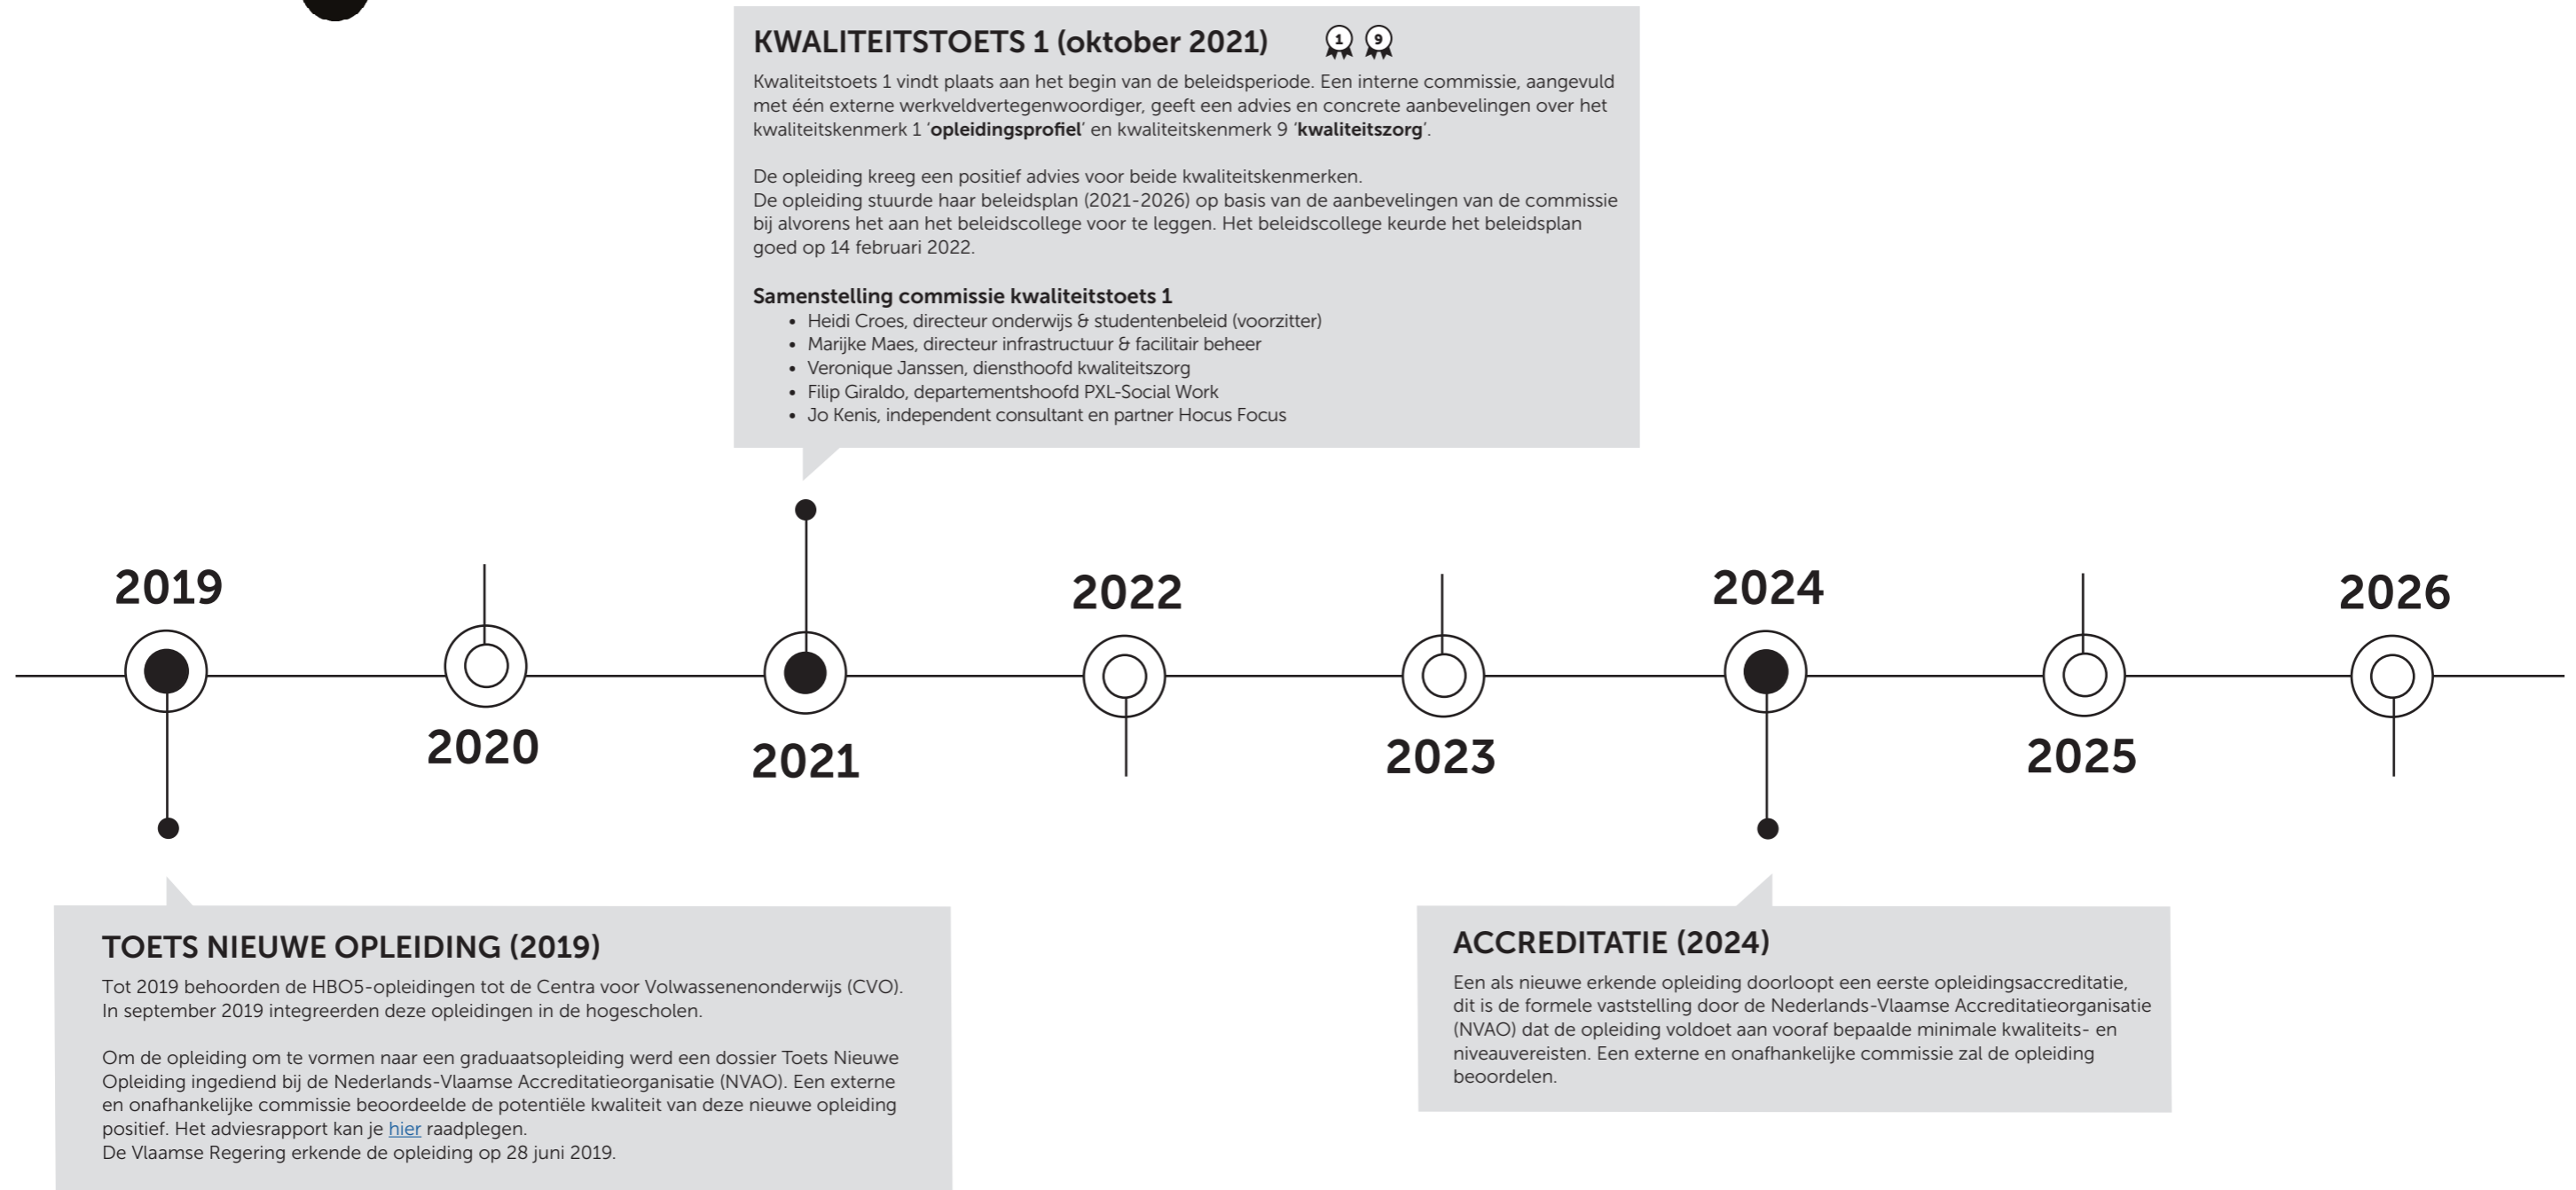 KWALITEITSTOETS 1 (oktober 2021)
1 9
Kwaliteitstoets 1 vindt plaats aan het begin van de beleidsperiode. Een interne commissie, aangevuld
met één externe werkveldvertegenwoordiger, geeft een advies en concrete aanbevelingen over het
kwaliteitskenmerk 1 'opleidingsprofiel' en kwaliteitskenmerk 9 'kwaliteitszorg'.
De opleiding kreeg een positief advies voor beide kwaliteitskenmerken.
De opleiding stuurde haar beleidsplan (2021-2026) op basis van de aanbevelingen van de commissie
bij alvorens het aan het beleidscollege voor te leggen. Het beleidscollege keurde het beleidsplan
goed op 14 februari 2022.
Samenstelling commissie kwaliteitstoets 1
• Heidi Croes, directeur onderwijs & studentenbeleid (voorzitter)
• Marijke Maes, directeur infrastructuur & facilitair beheer
• Veronique Janssen, diensthoofd kwaliteitszorg
• Filip Giraldo, departementshoofd PXL-Social Work
• Jo Kenis, independent consultant en partner Hocus Focus
2019
2020
2021
2022
2023
2024
2025
2026
TOETS NIEUWE OPLEIDING (2019)
Tot 2019 behoorden de HBO5-opleidingen tot de Centra voor Volwassenenonderwijs (CVO).
In september 2019 integreerden deze opleidingen in de hogescholen.
Om de opleiding om te vormen naar een graduaatsopleiding werd een dossier Toets Nieuwe
Opleiding ingediend bij de Nederlands-Vlaamse Accreditatieorganisatie (NVAO). Een externe
en onafhankelijke commissie beoordeelde de potentiële kwaliteit van deze nieuwe opleiding
positief. Het adviesrapport kan je hier raadplegen.
De Vlaamse Regering erkende de opleiding op 28 juni 2019.
ACCREDITATIE (2024)
Een als nieuwe erkende opleiding doorloopt een eerste opleidingsaccreditatie,
dit is de formele vaststelling door de Nederlands-Vlaamse Accreditatieorganisatie
(NVAO) dat de opleiding voldoet aan vooraf bepaalde minimale kwaliteits- en
niveauvereisten. Een externe en onafhankelijke commissie zal de opleiding
beoordelen.